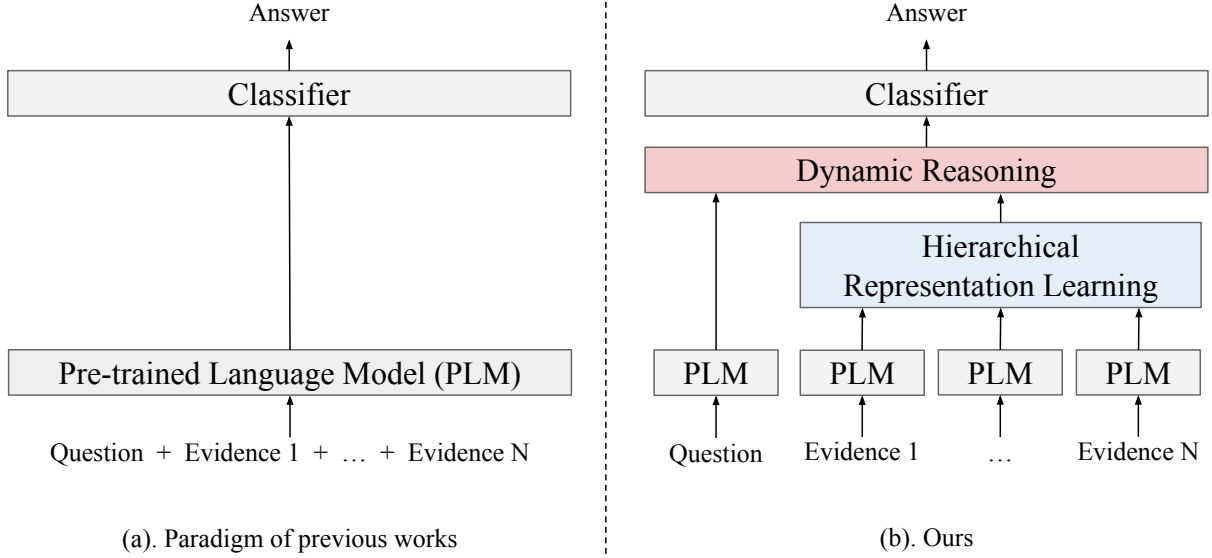 Answer
Classifier
Pre-trained Language Model (PLM)
Question + Evidence 1 + … + Evidence N
(a). Paradigm of previous works
Answer
Classifier
Dynamic Reasoning
Hierarchical
Representation Learning
PLM PLM PLM PLM
Question Evidence 1 … Evidence N
(b). Ours